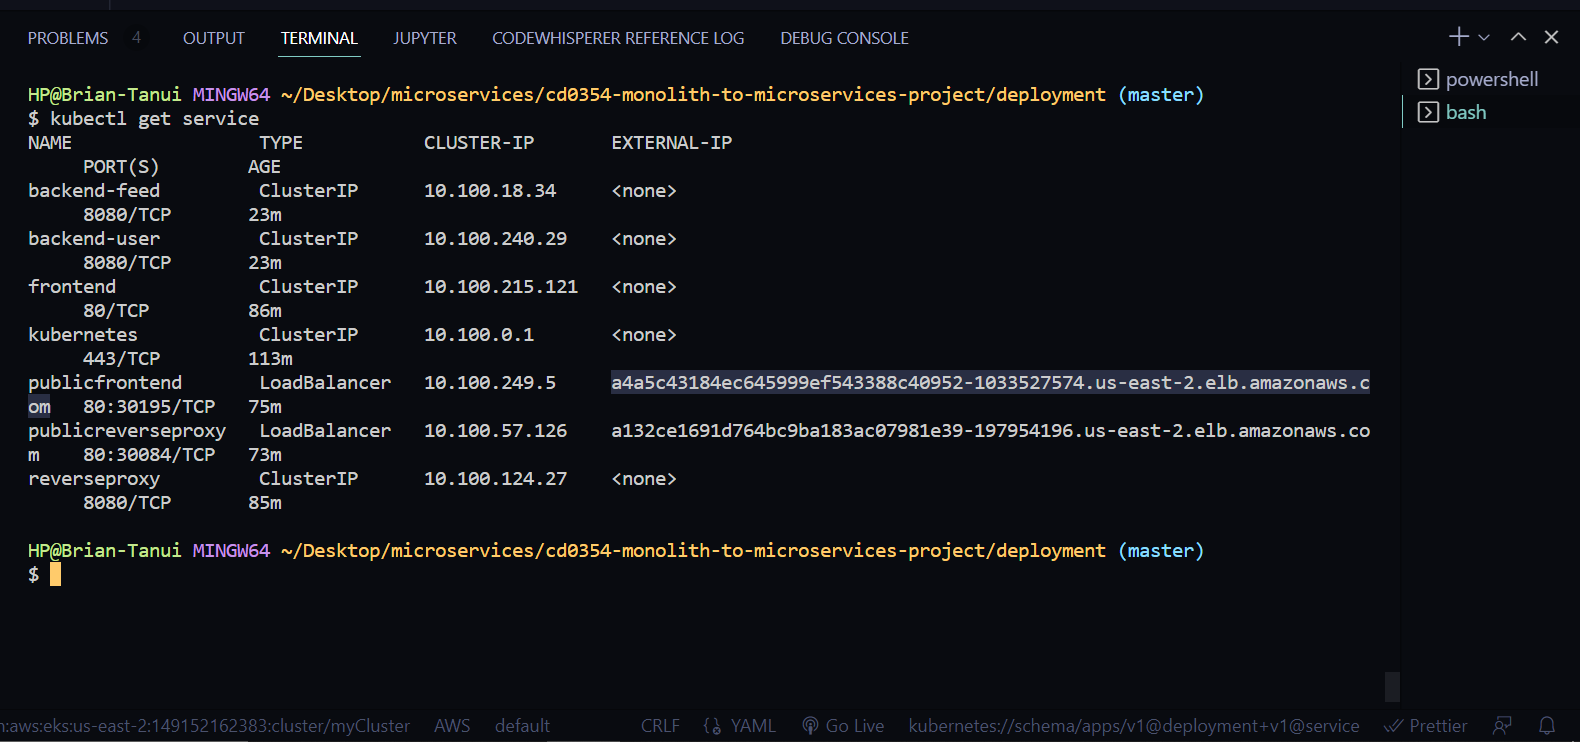 PROBLEMS 4 OUTPUT TERMINAL JUPYTER CODEWHISPERER REFERENCE LOG DEBUG CONSOLE
powershell
bash
HP@Brian-Tanui MINGW64 ~/Desktop/microservices/cd0354-monolith-to-microservices-project/deployment (master)
$ kubectl get service
NAME TYPE CLUSTER-IP EXTERNAL-IP
PORT(S) AGE
backend-feed ClusterIP 10.100.18.34 <none>
8080/TCP 23m
backend-user ClusterIP 10.100.240.29 <none>
8080/TCP 23m
frontend ClusterIP 10.100.215.121 <none>
80/TCP 86m
kubernetes ClusterIP 10.100.0.1 <none>
443/TCP 113m
publicfrontend LoadBalancer 10.100.249.5 a4a5c43184ec645999ef543388c40952-1033527574.us-east-2.elb.amazonaws.c
om 80:30195/TCP 75m
publicreverseproxy LoadBalancer 10.100.57.126 a132ce1691d764bc9ba183ac07981e39-197954196.us-east-2.elb.amazonaws.co
m 80:30084/TCP 73m
reverseproxy ClusterIP 10.100.124.27 <none>
8080/TCP 85m
HP@Brian-Tanui MINGW64 ~/Desktop/microservices/cd0354-monolith-to-microservices-project/deployment (master)
$
n:aws:eks:us-east-2:149152162383:cluster/myCluster AWS default CRLF YAML Go Live kubernetes://schema/apps/v1@deployment+v1@service Prettier